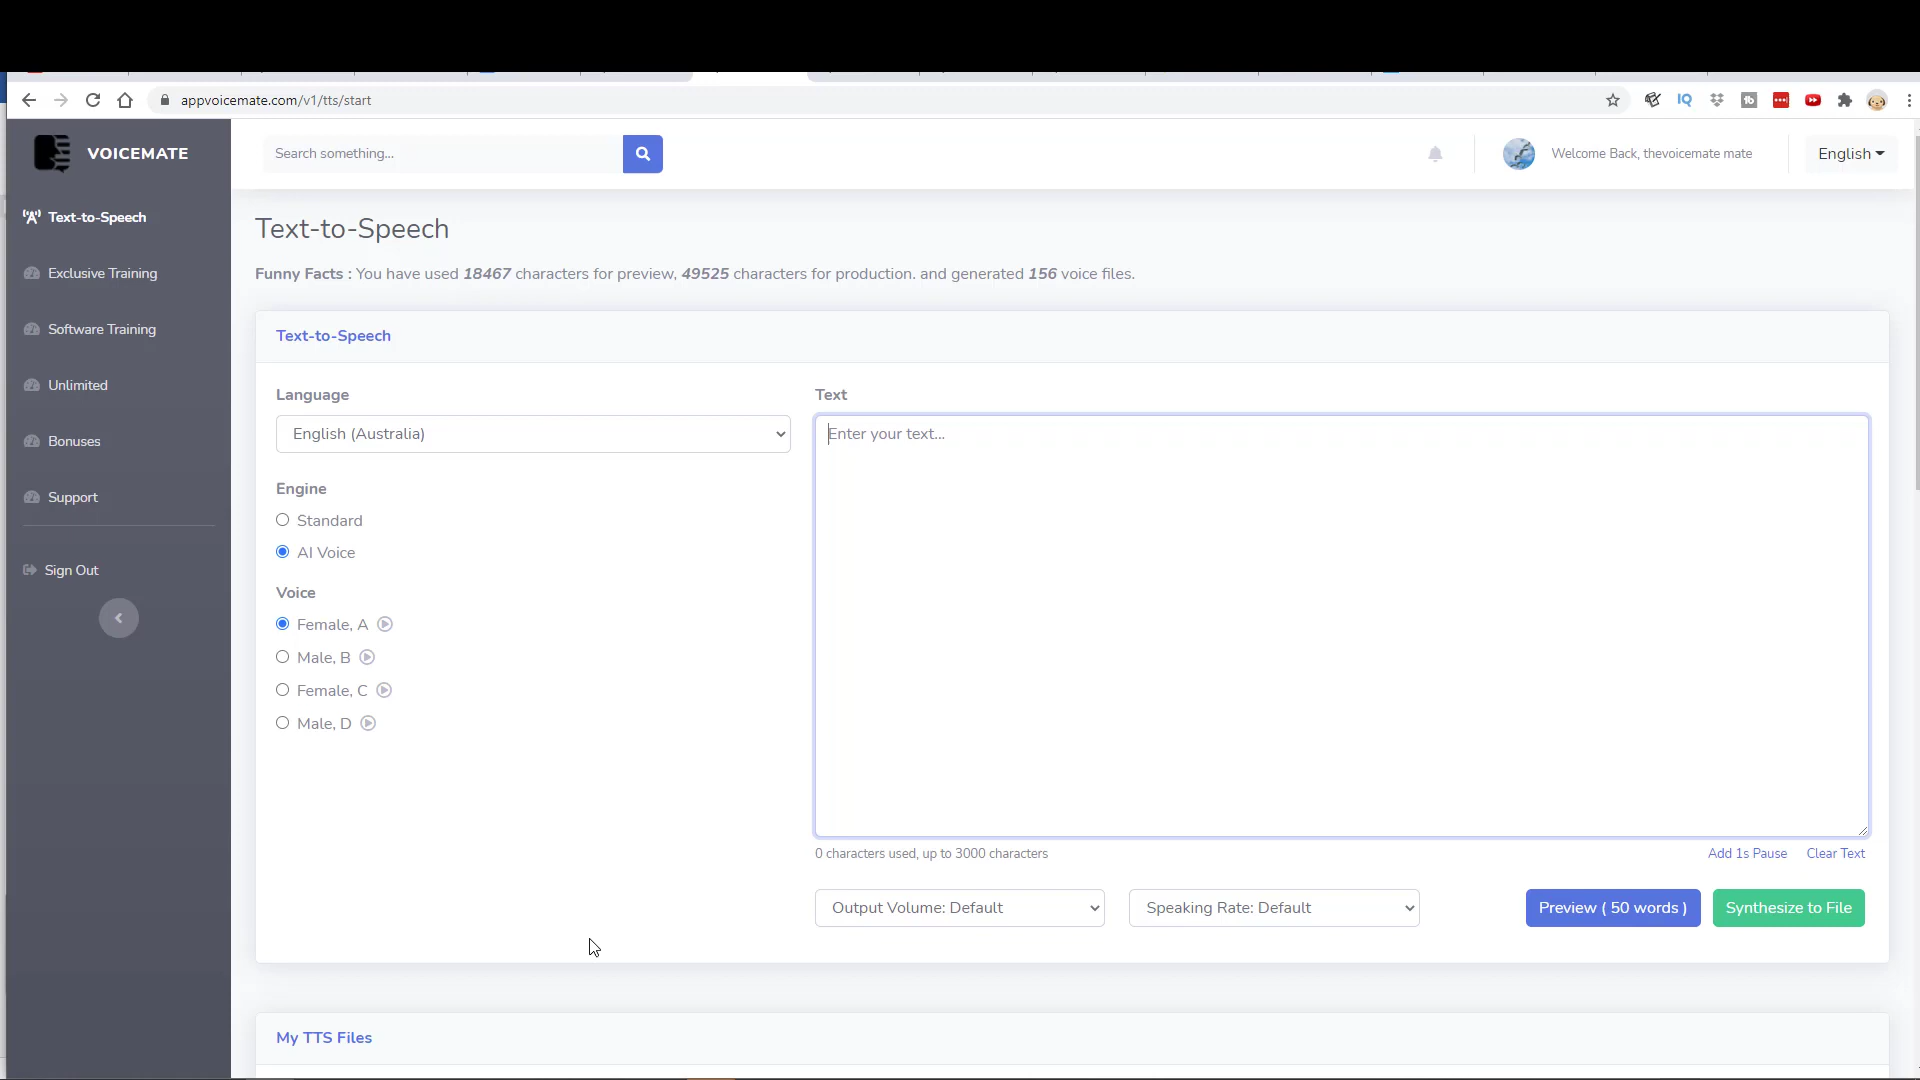 appvoicemate.com/v1/tts/start
IQ
VOICEMATE
Search something...
Welcome Back, thevoicemate mate
English
Text-to-Speech
Exclusive Training
Software Training
Unlimited
Bonuses
Support
Sign Out
Text-to-Speech
Funny Facts : You have used 18467 characters for preview, 49525 characters for production. and generated 156 voice files.
Text-to-Speech
Language
English (Australia)
Engine
Standard
AI Voice
Voice
Female, A
Male, B
Female, C
Male, D
Text
Enter your text...
0 characters used, up to 3000 characters
Add 1s Pause
Clear Text
Output Volume: Default
Speaking Rate: Default
Preview ( 50 words )
Synthesize to File
My TTS Files